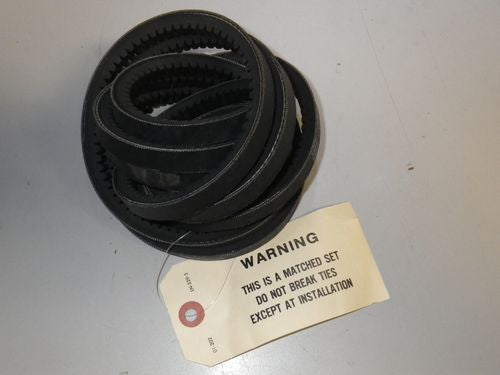 WARNING
THIS IS A MATCHED SET
DO NOT BREAK TIES
EXCEPT AT INSTALLATION